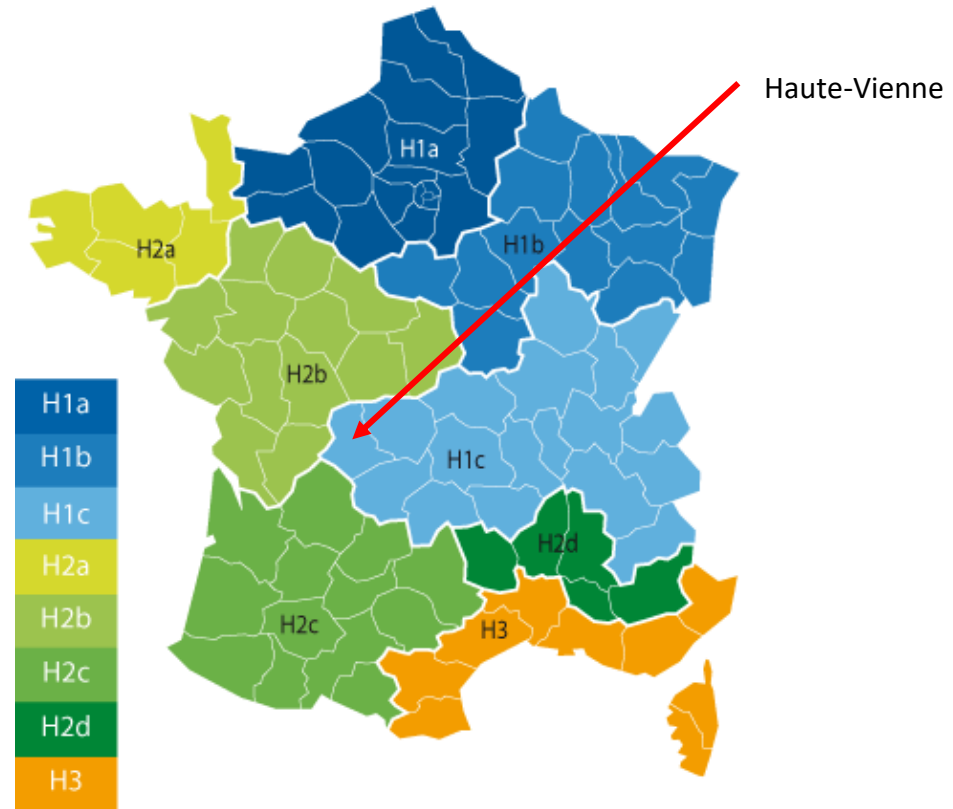 Haute-Vienne
H1a
H1b
H2a
H2b
H1c
H2d
H2c
H3
H1a
H1b
H1c
H2a
H2b
H2c
H2d
H3